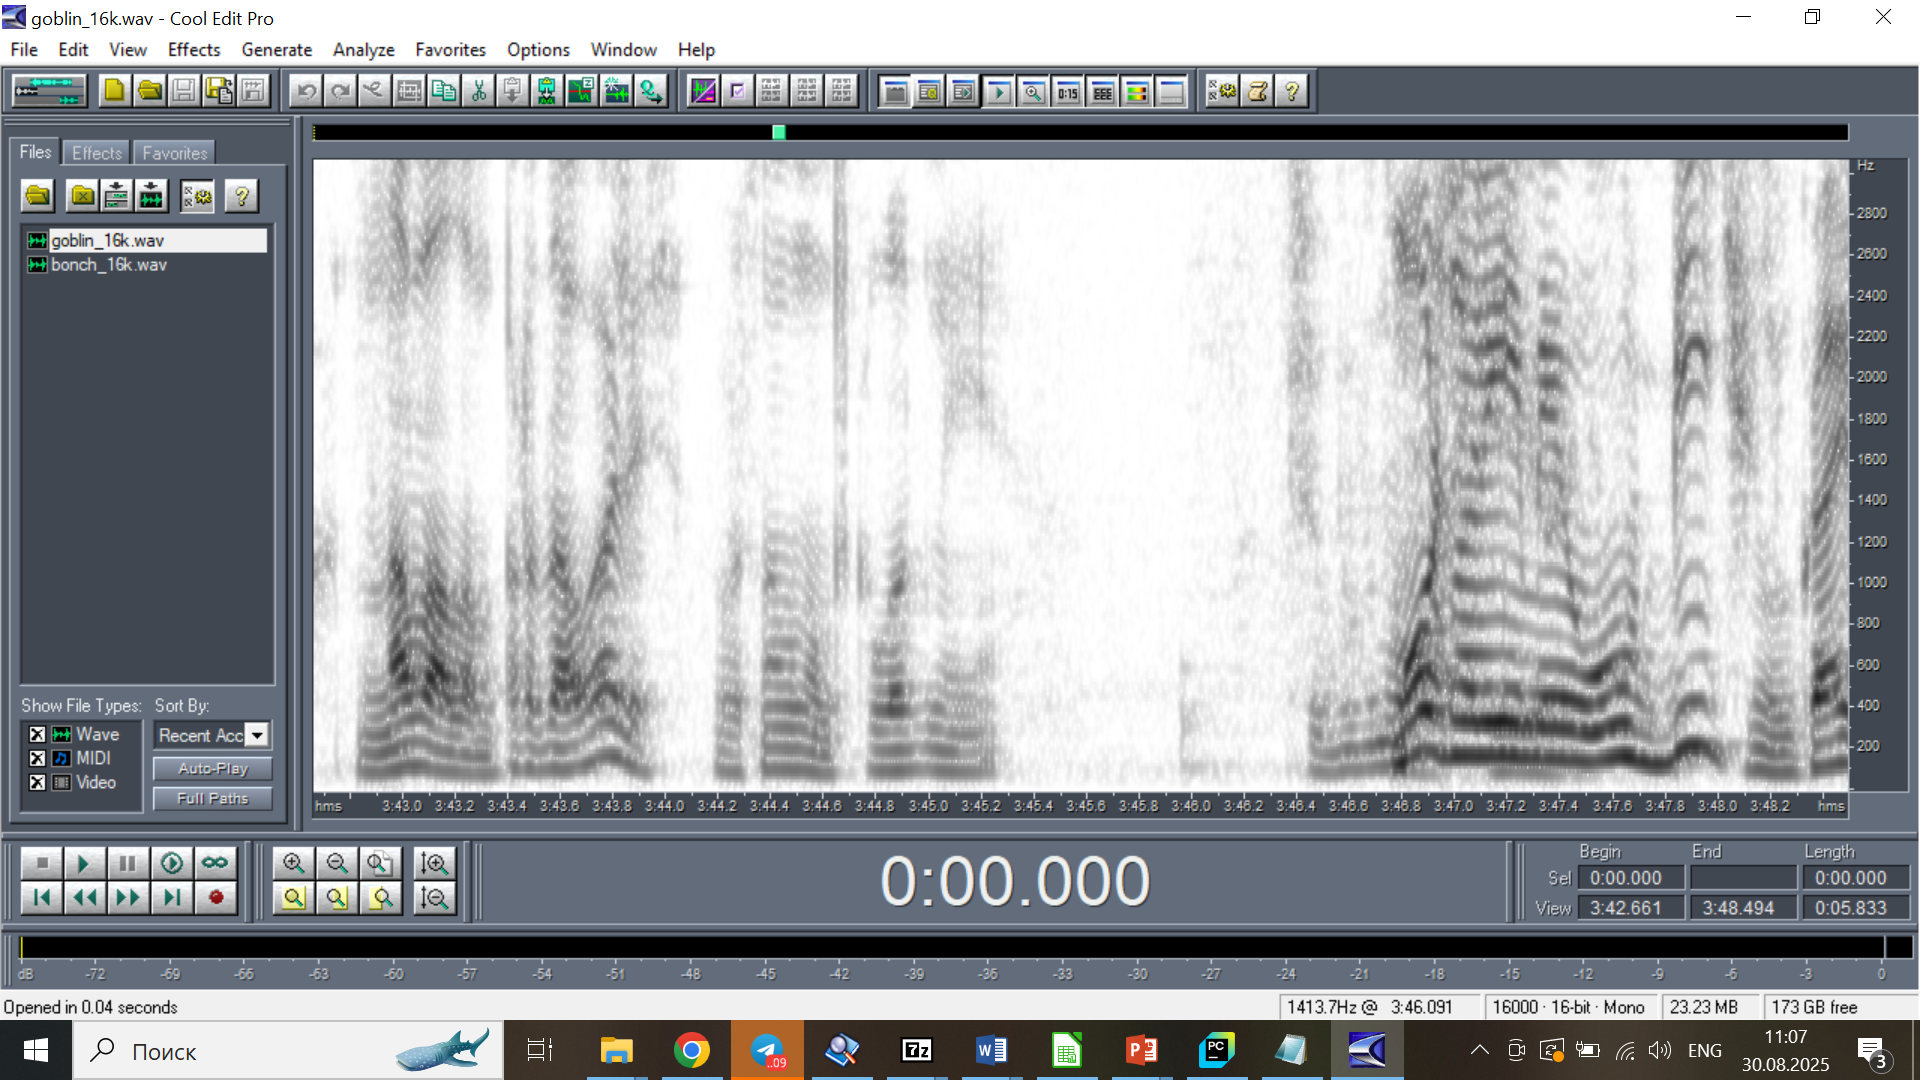 goblin_16k.wav - Cool Edit Pro
File Edit View Effects Generate Analyze Favorites Options Window Help
0:15
Files Effects Favorites
goblin_16k.wav
bonch_16k.wav
Show File Types: Sort By:
Wave Recent Acc
MIDI Auto-Play
Video Full Paths
Hz
2800
2600
2400
2200
2000
1800
1600
1400
1200
1000
800
600
400
200
hms 3:43.0 3:43.2 3:43.4 3:43.6 3:43.8 3:44.0 3:44.2 3:44.4 3:44.6 3:44.8 3:45.0 3:45.2 3:45.4 3:45.6 3:45.8 3:46.0 3:46.2 3:46.4 3:46.6 3:46.8 3:47.0 3:47.2 3:47.4 3:47.6 3:47.8 3:48.0 3:48.2 hms
0:00.000
Begin End Length
Sel 0:00.000 0:00.000
View 3:42.661 3:48.494 0:05.833
dB -72 -69 -66 -63 -60 -57 -54 -51 -48 -45 -42 -39 -36 -33 -30 -27 -24 -21 -18 -15 -12 -9 -6 -3 0
Opened in 0.04 seconds 1413.7Hz @ 3:46.091 16000 · 16-bit · Mono 23.23 MB 173 GB free
Поиск ..09 7z W P PC ENG 11:07
30.08.2025 3